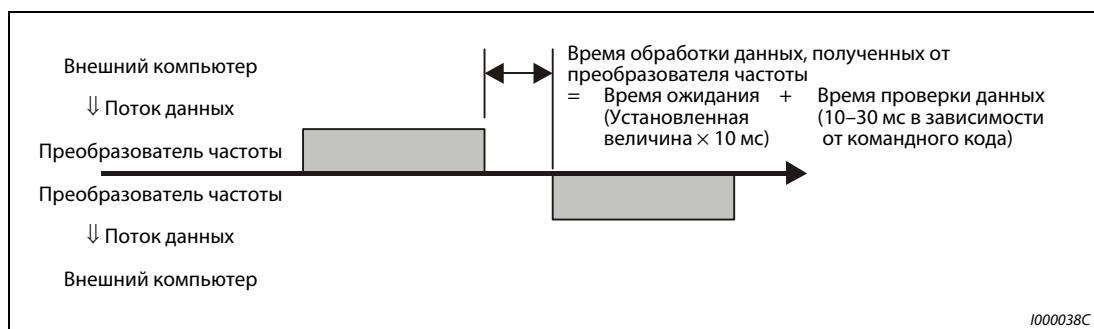 Внешний компьютер
⇓ Поток данных
Преобразователь частоты
Преобразователь частоты
⇓ Поток данных
Внешний компьютер
Время обработки данных, полученных от
преобразователя частоты
= Время ожидания + Время проверки данных
(Установленная (10–30 мс в зависимости
величина × 10 мс) от командного кода)
I000038C